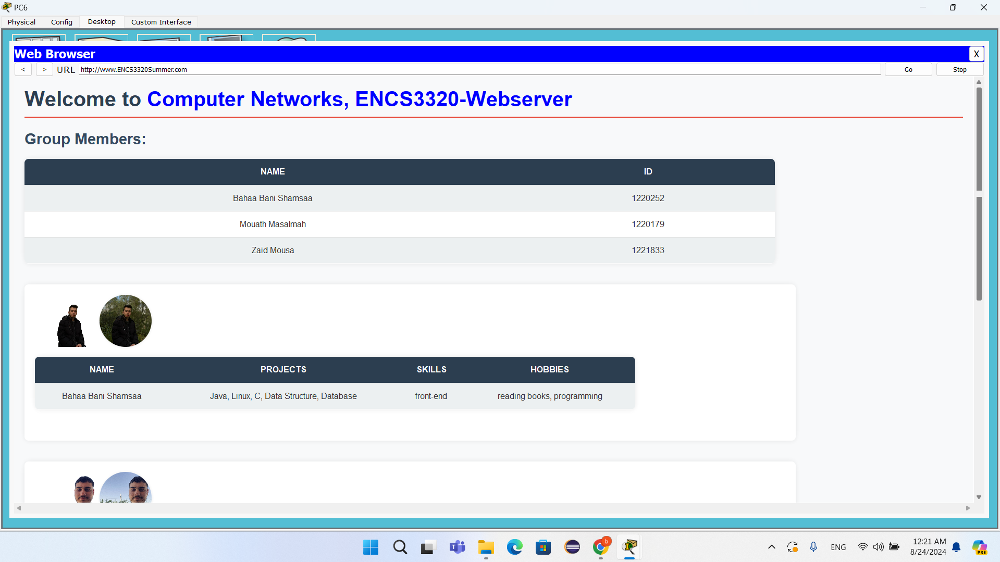 PC6
Physical Config Desktop Custom Interface
Web Browser X
< > URL http://www.ENCS3320Summer.com Go Stop
Welcome to Computer Networks, ENCS3320-Webserver
Group Members:
NAME ID
Bahaa Bani Shamsaa 1220252
Mouath Masalmah 1220179
Zaid Mousa 1221833
NAME PROJECTS SKILLS HOBBIES
Bahaa Bani Shamsaa Java, Linux, C, Data Structure, Database front-end reading books, programming
b
ENG
12:21 AM
8/24/2024
PRE